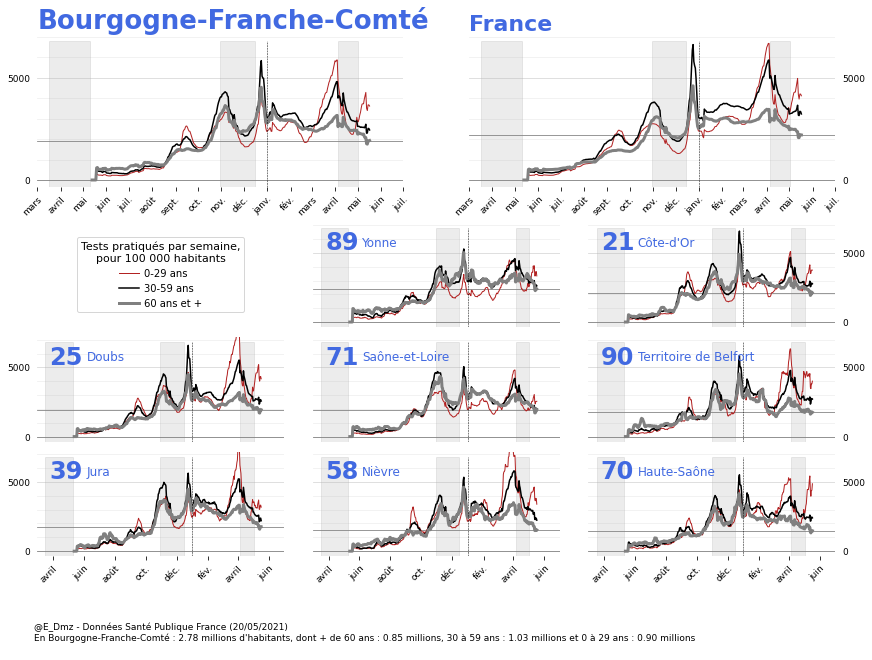 Bourgogne-Franche-Comté
France
5000
0
mars avril mai juin juil. août sept. oct. nov. déc. janv. fév. mars avril mai juin juil.
5000
0
mars avril mai juin juil. août sept. oct. nov. déc. janv. fév. mars avril mai juin juil.
Tests pratiqués par semaine,
pour 100 000 habitants
0-29 ans
30-59 ans
60 ans et +
89 Yonne
21 Côte-d'Or
5000
0
25 Doubs
5000
0
71 Saône-et-Loire
90 Territoire de Belfort
5000
0
39 Jura
5000
0
58 Nièvre
70 Haute-Saône
5000
0
avril juin août oct. déc. fév. avril juin
avril juin août oct. déc. fév. avril juin
avril juin août oct. déc. fév. avril juin
@E_Dmz - Données Santé Publique France (20/05/2021)
En Bourgogne-Franche-Comté : 2.78 millions d'habitants, dont + de 60 ans : 0.85 millions, 30 à 59 ans : 1.03 millions et 0 à 29 ans : 0.90 millions